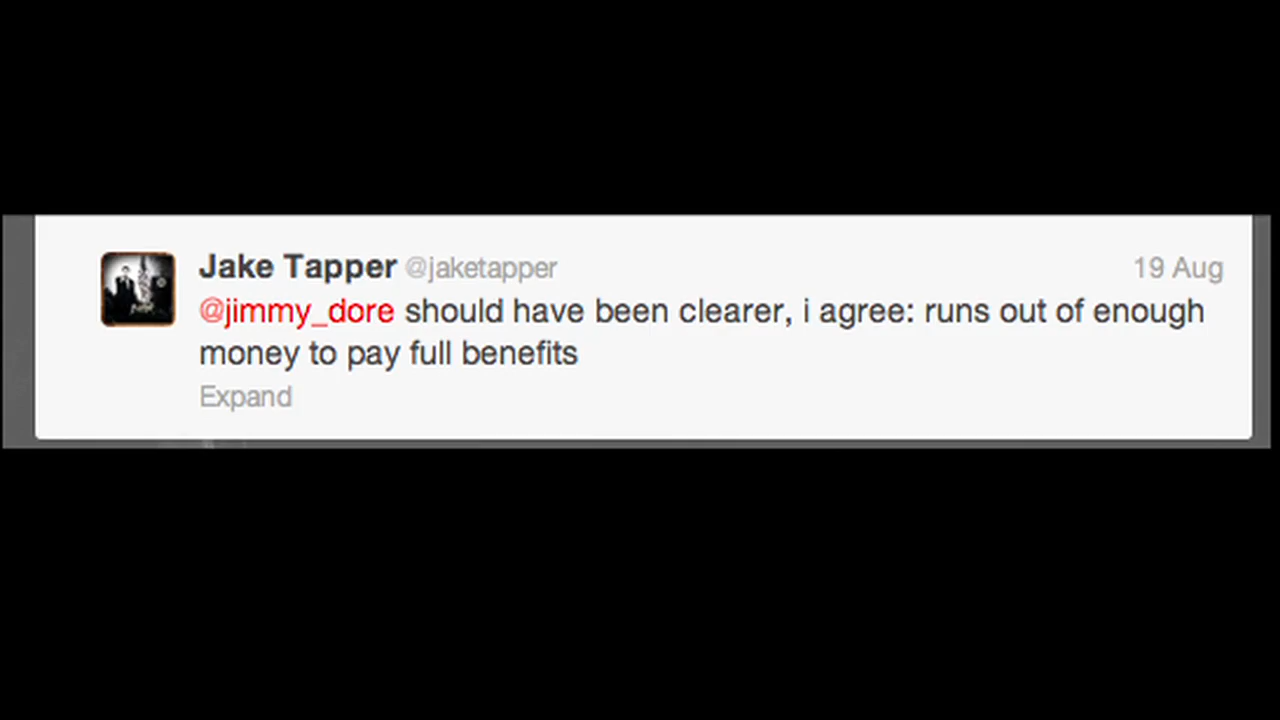 Jake Tapper @jaketapper 19 Aug
@jimmy_dore should have been clearer, i agree: runs out of enough
money to pay full benefits
Expand